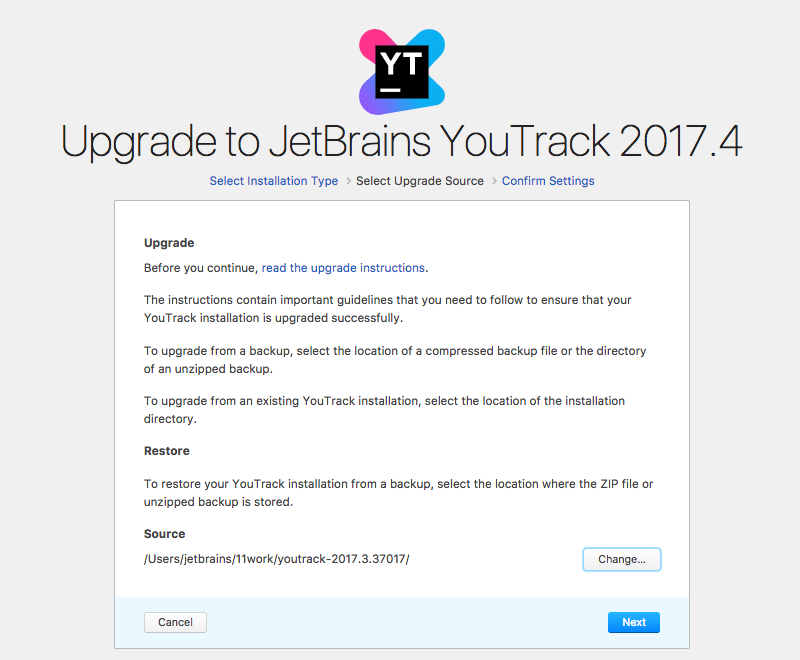 YT
Upgrade to JetBrains YouTrack 2017.4
Select Installation Type > Select Upgrade Source > Confirm Settings
Upgrade
Before you continue, read the upgrade instructions.
The instructions contain important guidelines that you need to follow to ensure that your
YouTrack installation is upgraded successfully.
To upgrade from a backup, select the location of a compressed backup file or the directory
of an unzipped backup.
To upgrade from an existing YouTrack installation, select the location of the installation
directory.
Restore
To restore your YouTrack installation from a backup, select the location where the ZIP file or
unzipped backup is stored.
Source
/Users/jetbrains/11work/youtrack-2017.3.37017/ Change...
Cancel Next